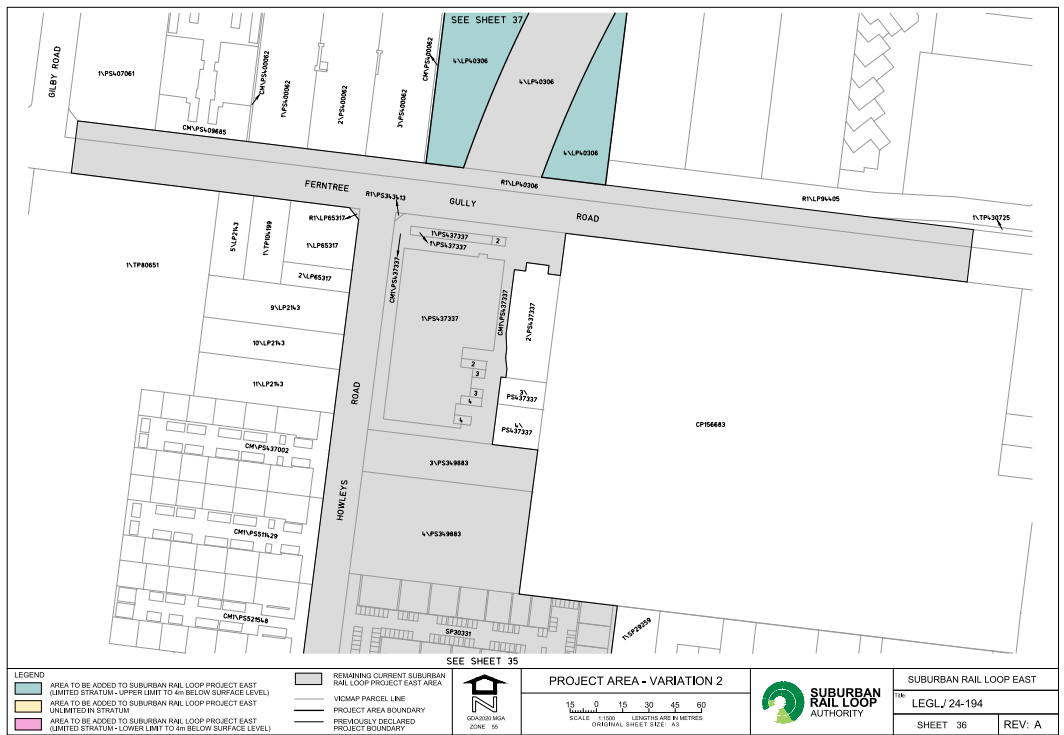 SEE SHEET 37
GILBY ROAD
1\PS407061
CM\PS400062
1\PS400062
2\PS400062
3\PS400062
CM\PS400062
4\LP40306
4\LP40306
4\LP40306
CM\PS409685
R1\LP40306
R1\LP94405
1\TP430725
FERNTREE
GULLY
ROAD
R1\PS343413
R1\LP65317
5\LP2143
1\TP104199
1\LP65317
2\LP65317
1\TP80651
9\LP2143
10\LP2143
11\LP2143
1\PS437337
2
1\PS437337
CM1\PS437337
1\PS437337
CM1\PS437337
2\PS437337
2
3
3
4
4
3\
PS437337
4\
PS437337
CP156683
ROAD
HOWLEYS
3\PS349883
4\PS349883
CM\PS437002
CM1\PS511429
CM1\PS521548
SP30331
1\SP29259
SEE SHEET 35
LEGEND
AREA TO BE ADDED TO SUBURBAN RAIL LOOP PROJECT EAST
(LIMITED STRATUM - UPPER LIMIT TO 4m BELOW SURFACE LEVEL)
AREA TO BE ADDED TO SUBURBAN RAIL LOOP PROJECT EAST
UNLIMITED IN STRATUM
AREA TO BE ADDED TO SUBURBAN RAIL LOOP PROJECT EAST
(LIMITED STRATUM - LOWER LIMIT TO 4m BELOW SURFACE LEVEL)
REMAINING CURRENT SUBURBAN
RAIL LOOP PROJECT EAST AREA
VICMAP PARCEL LINE
PROJECT AREA BOUNDARY
PREVIOUSLY DECLARED
PROJECT BOUNDARY
N
GDA2020 MGA
ZONE 55
PROJECT AREA - VARIATION 2
15 0 15 30 45 60
SCALE 1:1500 LENGTHS ARE IN METRES
ORIGINAL SHEET SIZE: A3
SUBURBAN
RAIL LOOP
AUTHORITY
SUBURBAN RAIL LOOP EAST
Title:
LEGL./ 24-194
SHEET 36
REV: A